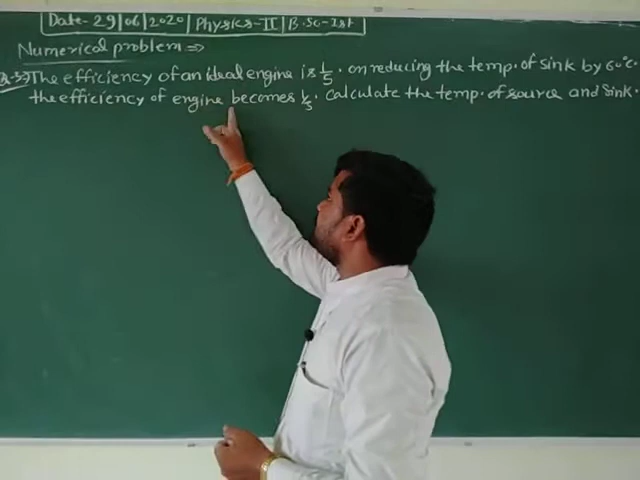 Date- 29|06|2020 | Physics-II | B.Sc-Ist
Numerical problem ⇒
Q.3⇒ The efficiency of an ideal engine is 1/5. on reducing the temp. of sink by 60°C.
the efficiency of engine becomes 1/3. calculate the temp. of source and sink.